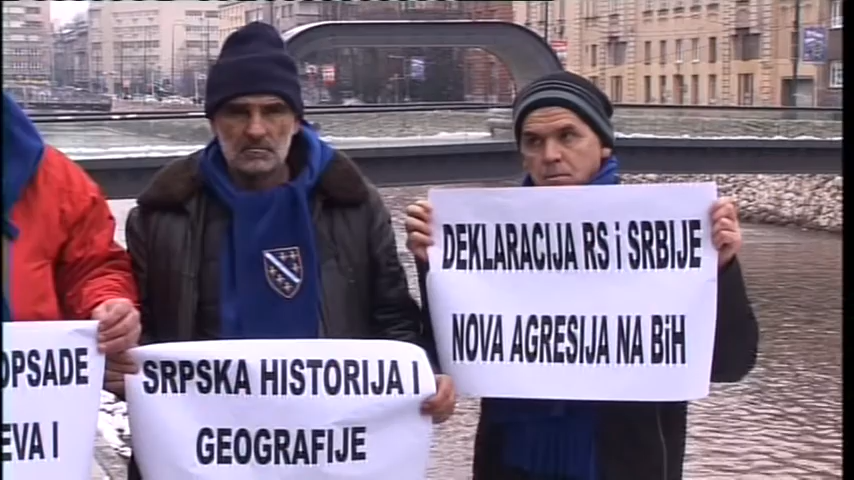 OPSADE
EVA I
SRPSKA HISTORIJA I
GEOGRAFIJE
DEKLARACIJA RS i SRBIJE
NOVA AGRESIJA NA BiH